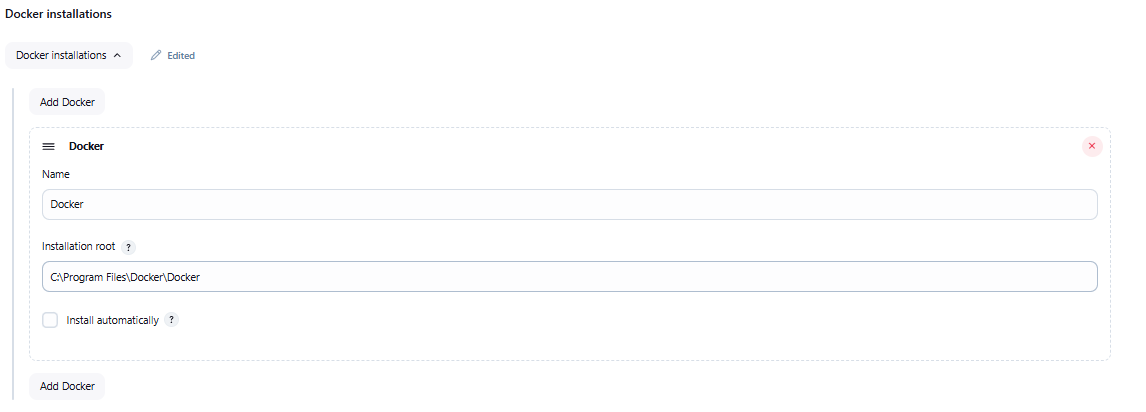 Docker installations
Docker installations
Edited
Add Docker
Docker
Name
Docker
Installation root ?
C:\Program Files\Docker\Docker
Install automatically ?
Add Docker